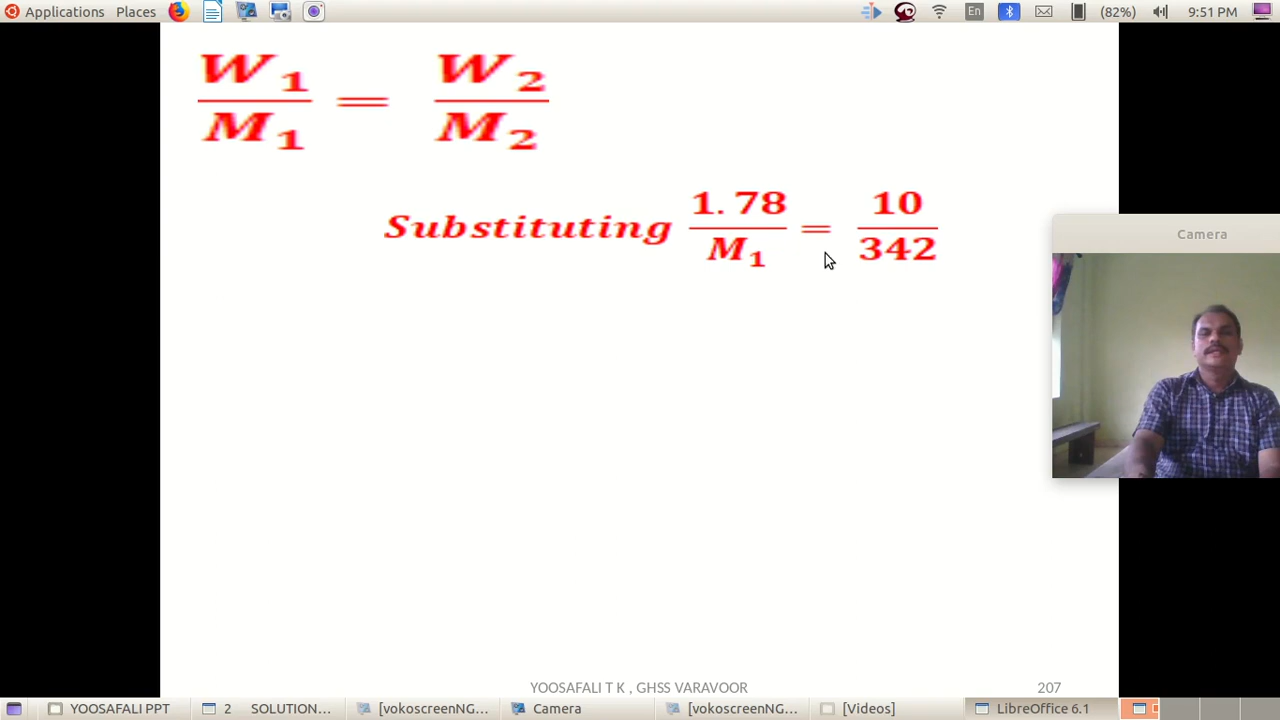 Applications Places En (82%) 9:51 PM
W₁/M₁ = W₂/M₂
Substituting 1.78/M₁ = 10/342
Camera
YOOSAFALI T K , GHSS VARAVOOR 207
YOOSAFALI PPT 2 SOLUTION... [vokoscreenNG... Camera [vokoscreenNG... [Videos] LibreOffice 6.1